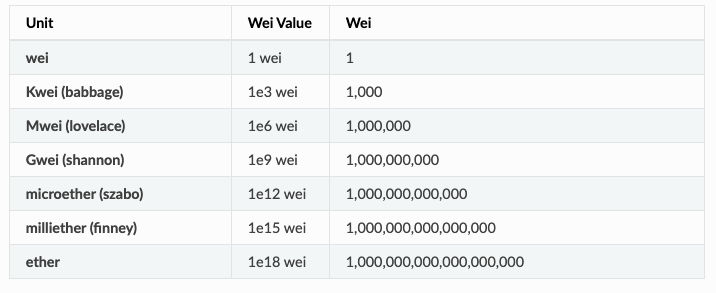 Unit Wei Value Wei
wei 1 wei 1
Kwei (babbage) 1e3 wei 1,000
Mwei (lovelace) 1e6 wei 1,000,000
Gwei (shannon) 1e9 wei 1,000,000,000
microether (szabo) 1e12 wei 1,000,000,000,000
milliether (finney) 1e15 wei 1,000,000,000,000,000
ether 1e18 wei 1,000,000,000,000,000,000